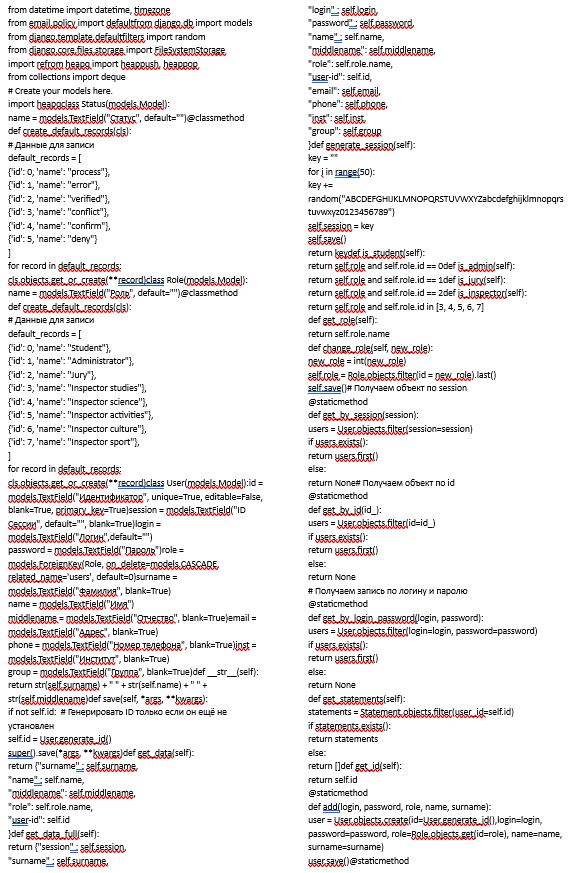 from datetime import datetime, timezone
from email.policy import defaultfrom django.db import models
from django.template.defaultfilters import random
from django.core.files.storage import FileSystemStorage,
import refrom heapq import heappush, heappop,
from collections import deque
# Create your models here.
import heapqclass Status(models.Model):
name = models.TextField("Статус", default="")@classmethod
def create_default_records(cls):
# Данные для записи
default_records = [
{'id': 0, 'name': "process"},
{'id': 1, 'name': "error"},
{'id': 2, 'name': "verified"},
{'id': 3, 'name': "conflict"},
{'id': 4, 'name': "confirm"},
{'id': 5, 'name': "deny"}
]
for record in default_records:
cls.objects.get_or_create(**record)class Role(models.Model):
name = models.TextField("Роль", default="")@classmethod
def create_default_records(cls):
# Данные для записи
default_records = [
{'id': 0, 'name': "Student"},
{'id': 1, 'name': "Administrator"},
{'id': 2, 'name': "Jury"},
{'id': 3, 'name': "Inspector studies"},
{'id': 4, 'name': "Inspector science"},
{'id': 5, 'name': "Inspector activities"},
{'id': 6, 'name': "Inspector culture"},
{'id': 7, 'name': "Inspector sport"},
]
for record in default_records:
cls.objects.get_or_create(**record)class User(models.Model):id =
models.TextField("Идентификатор", unique=True, editable=False,
blank=True, primary_key=True)session = models.TextField("ID
Сессии", default="", blank=True)login =
models.TextField("Логин",default="")
password = models.TextField("Пароль")role =
models.ForeignKey(Role, on_delete=models.CASCADE,
related_name='users', default=0)surname =
models.TextField("Фамилия", blank=True)
name = models.TextField("Имя")
middlename = models.TextField("Отчество", blank=True)email =
models.TextField("Адрес", blank=True)
phone = models.TextField("Номер телефона", blank=True)inst =
models.TextField("Институт", blank=True)
group = models.TextField("Группа", blank=True)def __str__(self):
return str(self.surname) + " " + str(self.name) + " " +
str(self.middlename)def save(self, *args, **kwargs):
if not self.id:  # Генерировать ID только если он ещё не
установлен
self.id = User.generate_id()
super().save(*args, **kwargs)def get_data(self):
return {"surname" : self.surname,
"name" : self.name,
"middlename": self.middlename,
"role": self.role.name,
"user-id": self.id
}def get_data_full(self):
return {"session" : self.session,
"surname" : self.surname,
"login" : self.login,
"password" : self.password,
"name" : self.name,
"middlename": self.middlename,
"role": self.role.name,
"user-id": self.id,
"email": self.email,
"phone": self.phone,
"inst": self.inst,
"group": self.group
}def generate_session(self):
key = ""
for i in range(50):
key +=
random("ABCDEFGHIJKLMNOPQRSTUVWXYZabcdefghijklmnopqrs
tuvwxyz0123456789")
self.session = key
self.save()
return keydef is_student(self):
return self.role and self.role.id == 0def is_admin(self):
return self.role and self.role.id == 1def is_jury(self):
return self.role and self.role.id == 2def is_inspector(self):
return self.role and self.role.id in [3, 4, 5, 6, 7]
def get_role(self):
return self.role.name
def change_role(self, new_role):
new_role = int(new_role)
self.role = Role.objects.filter(id = new_role).last()
self.save()# Получаем объект по session
@staticmethod
def get_by_session(session):
users = User.objects.filter(session=session)
if users.exists():
return users.first()
else:
return None# Получаем объект по id
@staticmethod
def get_by_id(id_):
users = User.objects.filter(id=id_)
if users.exists():
return users.first()
else:
return None
# Получаем запись по логину и паролю
@staticmethod
def get_by_login_password(login, password):
users = User.objects.filter(login=login, password=password)
if users.exists():
return users.first()
else:
return None
def get_statements(self):
statements = Statement.objects.filter(user_id=self.id)
if statements.exists():
return statements
else:
return []def get_id(self):
return self.id
@staticmethod
def add(login, password, role, name, surname):
user = User.objects.create(id=User.generate_id(),login=login,
password=password, role=Role.objects.get(id=role), name=name,
surname=surname)
user.save()@staticmethod